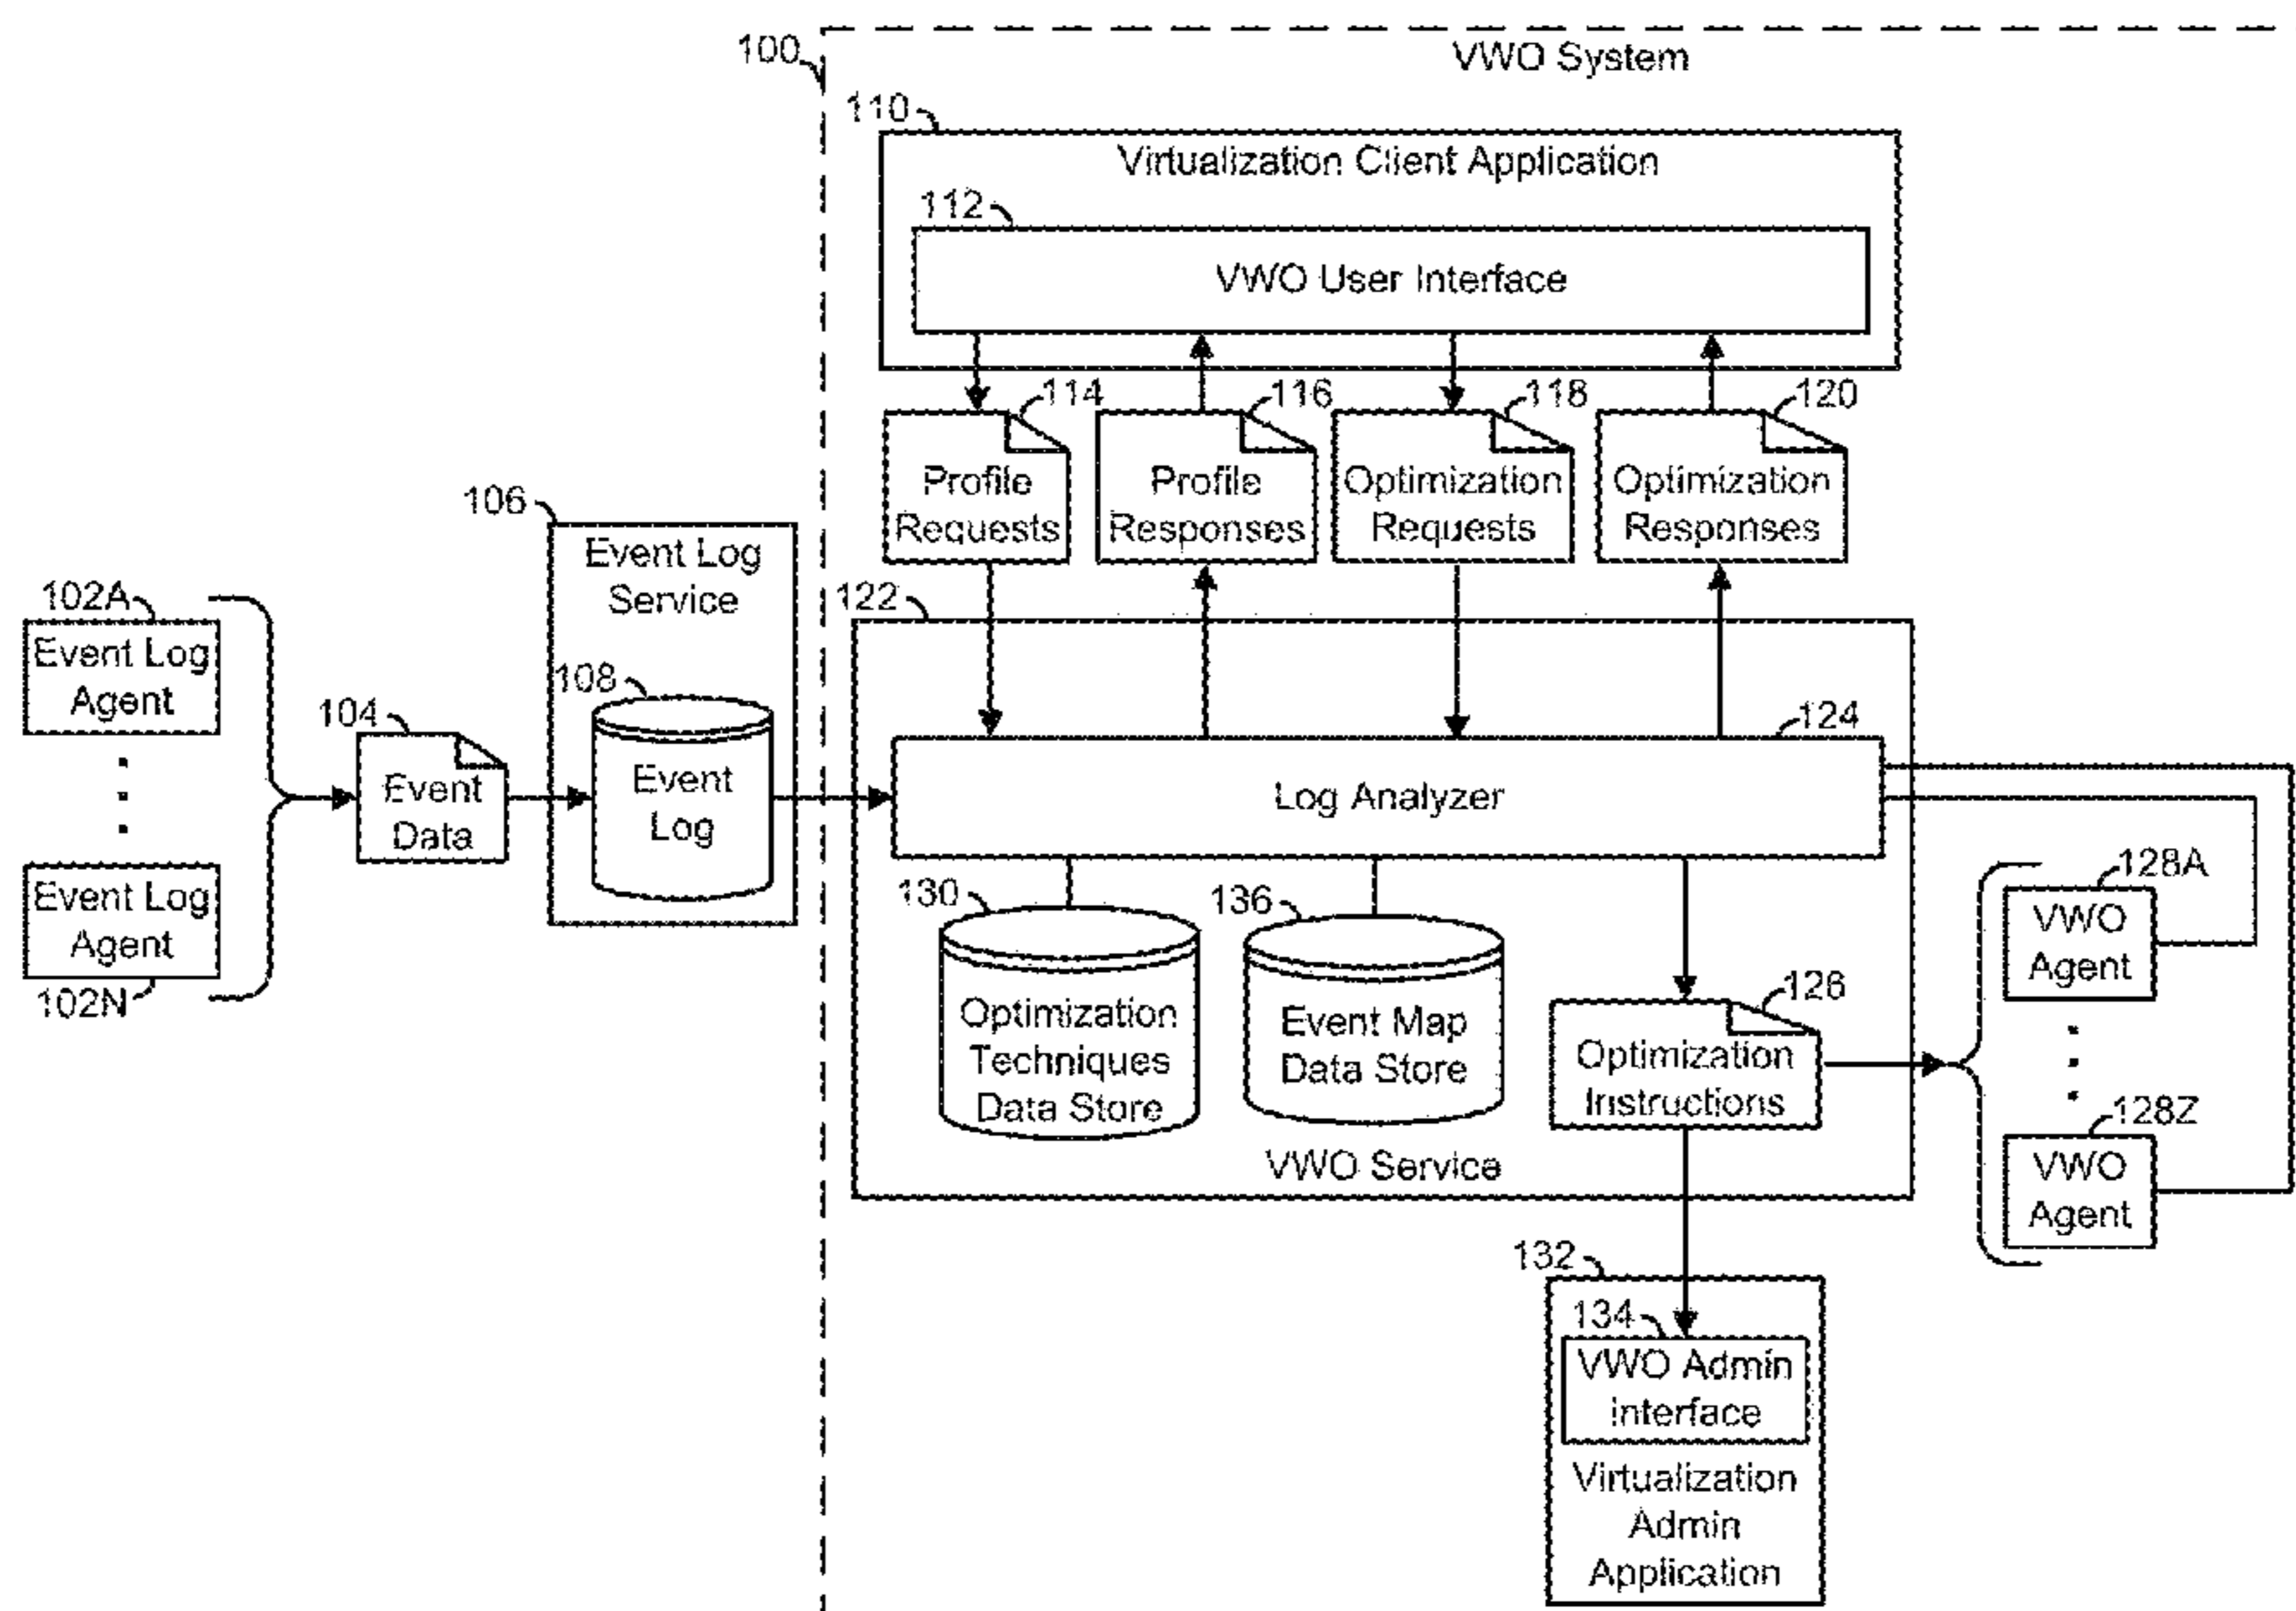 100
VWO System
110
Virtualization Client Application
112
VWO User Interface
114
116
118
120
Profile
Requests
Profile
Responses
Optimization
Requests
Optimization
Responses
106
Event Log
Service
102A
Event Log
Agent
104
Event
Data
108
Event
Log
Event Log
Agent
102N
122
124
Log Analyzer
130
Optimization
Techniques
Data Store
136
Event Map
Data Store
126
Optimization
Instructions
VWO Service
128A
VWO
Agent
128Z
VWO
Agent
132
134
VWO Admin
interface
Virtualization
Admin
Application